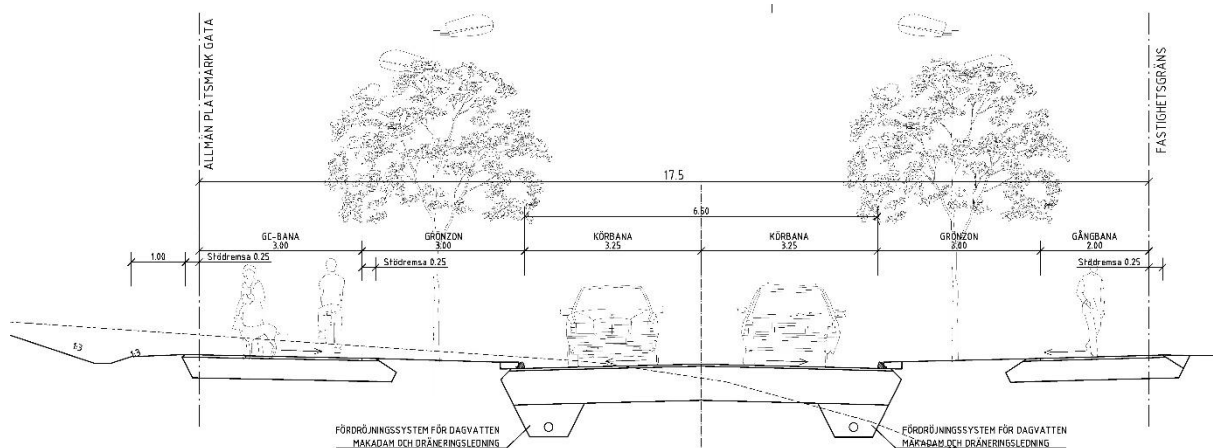 ALLMÄN PLATSMARK GATA
FASTIGHETSGRÄNS
17.5
6.50
GC-BANA
3.00
GRÖNZON
3.00
KÖRBANA
3.25
KÖRBANA
3.25
GRÖNZON
3.00
GÅNGBANA
2.00
1.00
Stödremsa 0.25
Stödremsa 0.25
Stödremsa 0.25
1:3
1:3
FÖRDRÖJNINGSSYSTEM FÖR DAGVATTEN
MAKADAM OCH DRÄNERINGSLEDNING
FÖRDRÖJNINGSSYSTEM FÖR DAGVATTEN
MAKADAM OCH DRÄNERINGSLEDNING